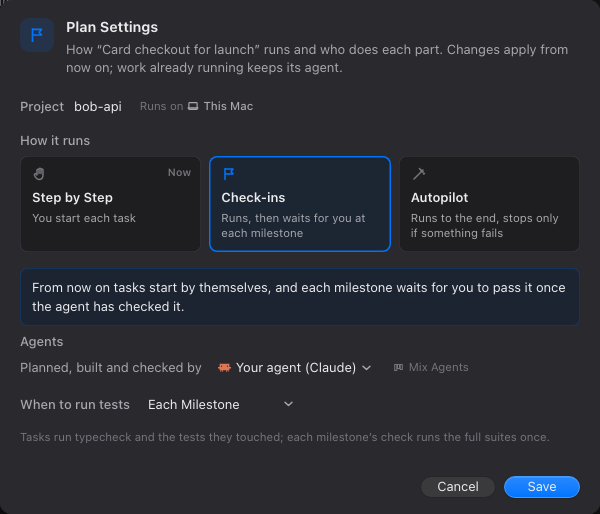 Plan Settings
How “Card checkout for launch” runs and who does each part. Changes apply from
now on; work already running keeps its agent.
Project bob-api Runs on This Mac
How it runs
Now
Step by Step
You start each task
Check-ins
Runs, then waits for you at
each milestone
Autopilot
Runs to the end, stops only
if something fails
From now on tasks start by themselves, and each milestone waits for you to pass it once
the agent has checked it.
Agents
Planned, built and checked by Your agent (Claude) Mix Agents
When to run tests Each Milestone
Tasks run typecheck and the tests they touched; each milestone's check runs the full suites once.
Cancel Save